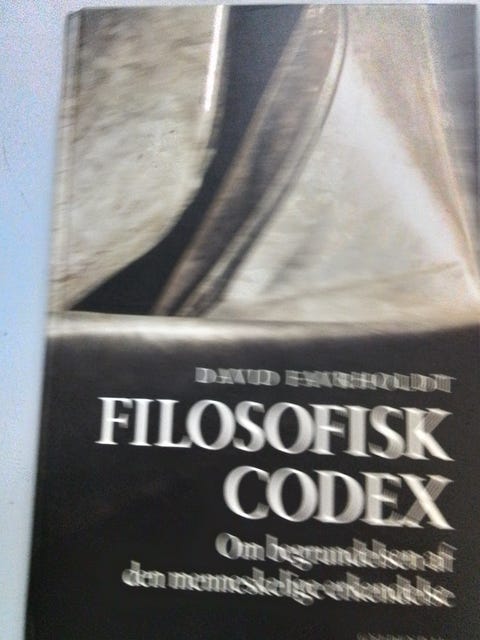 DAVID FAVRHOLDT
FILOSOFISK
CODEX
Om begrundelsen af
den menneskelige erkendelse